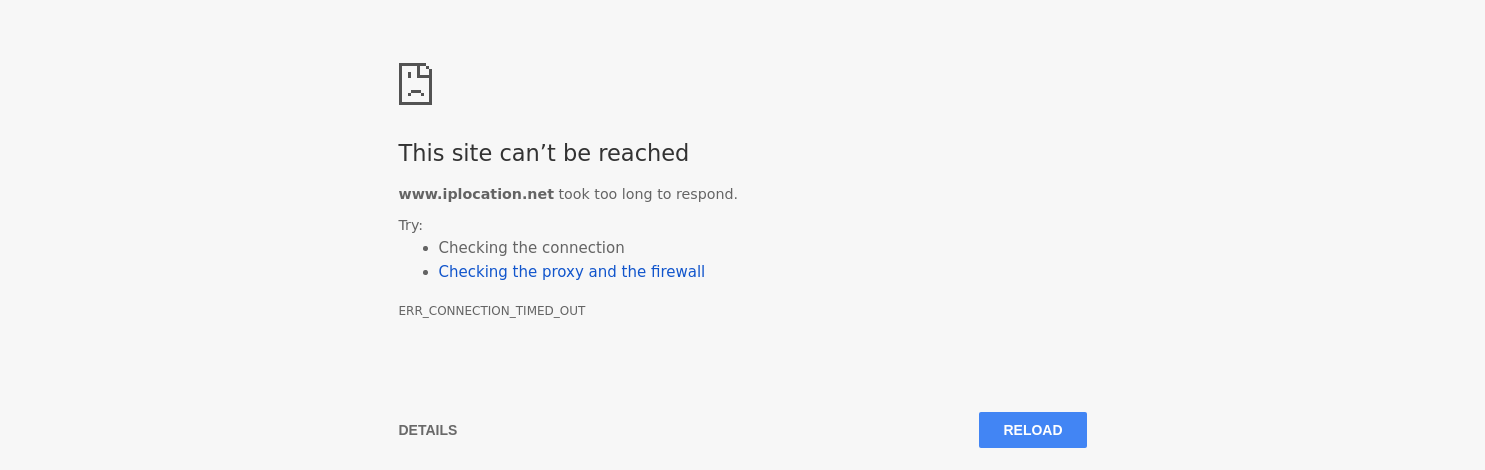 This site can’t be reached
www.iplocation.net took too long to respond.
Try:
• Checking the connection
• Checking the proxy and the firewall
ERR_CONNECTION_TIMED_OUT
DETAILS
RELOAD